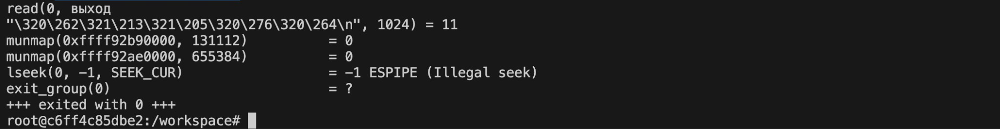 read(0, выход
"\320\262\321\213\321\205\320\276\320\264\n", 1024) = 11
munmap(0xffff92b90000, 131112)          = 0
munmap(0xffff92ae0000, 655384)          = 0
lseek(0, -1, SEEK_CUR)                  = -1 ESPIPE (Illegal seek)
exit_group(0)                           = ?
+++ exited with 0 +++
root@c6ff4c85dbe2:/workspace#